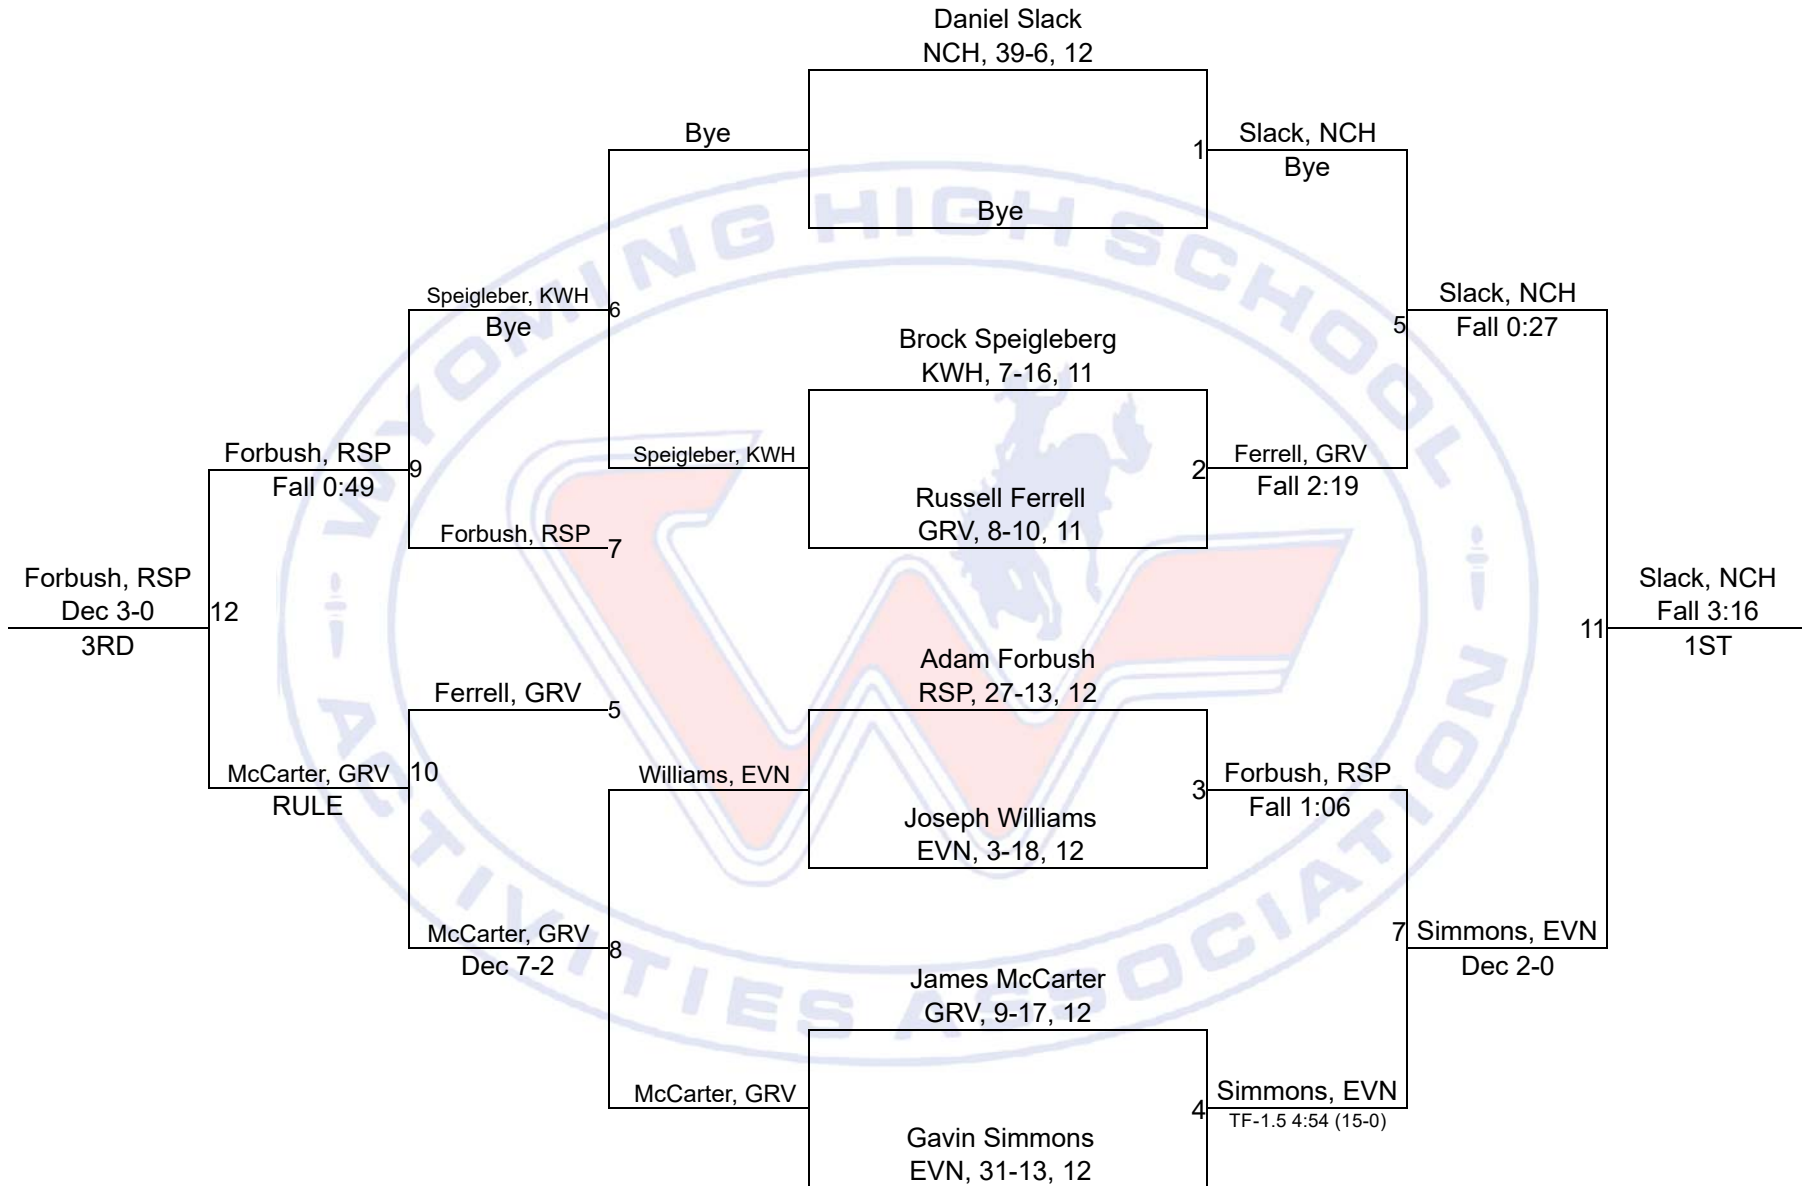 Daniel Slack
NCH, 39-6, 12
Bye
1
Slack, NCH
Bye
Bye
Speigleber, KWH
6
Bye
Slack, NCH
5
Fall 0:27
Brock Speigleberg
KWH, 7-16, 11
Forbush, RSP
9
Fall 0:49
Speigleber, KWH
2
Ferrell, GRV
Fall 2:19
Russell Ferrell
GRV, 8-10, 11
Forbush, RSP
7
Forbush, RSP
Dec 3-0
12
3RD
Slack, NCH
Fall 3:16
11
1ST
Adam Forbush
RSP, 27-13, 12
Ferrell, GRV
5
McCarter, GRV
10
RULE
Williams, EVN
3
Forbush, RSP
Fall 1:06
Joseph Williams
EVN, 3-18, 12
McCarter, GRV
8
Dec 7-2
7
Simmons, EVN
Dec 2-0
James McCarter
GRV, 9-17, 12
McCarter, GRV
4
Simmons, EVN
TF-1.5 4:54 (15-0)
Gavin Simmons
EVN, 31-13, 12
WYOMING HIGH SCHOOL
ACTIVITIES ASSOCIATION